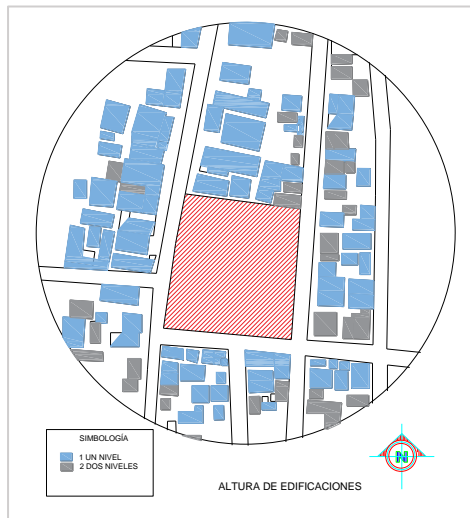 SIMBOLOGÍA
1 UN NIVEL
2 DOS NIVELES
N
ALTURA DE EDIFICACIONES